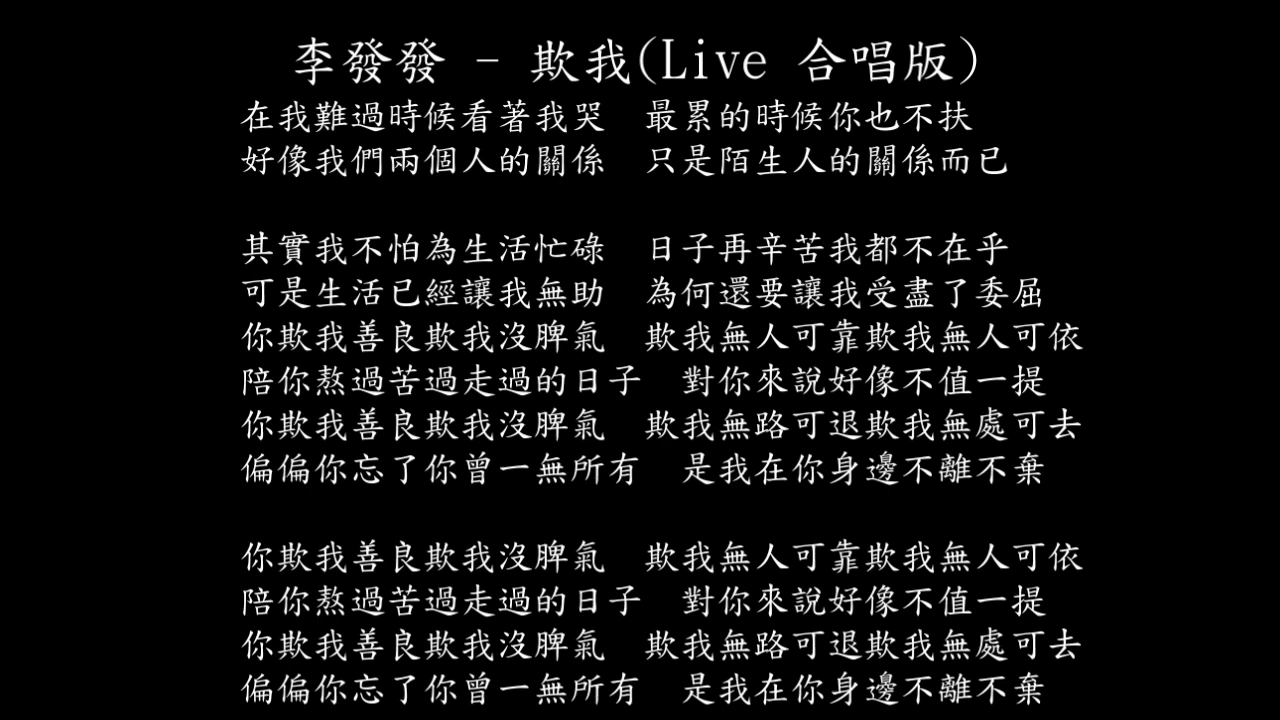 李發發 - 欺我(Live 合唱版)
在我難過時候看著我哭　最累的時候你也不扶
好像我們兩個人的關係　只是陌生人的關係而已
其實我不怕為生活忙碌　日子再辛苦我都不在乎
可是生活已經讓我無助　為何還要讓我受盡了委屈
你欺我善良欺我沒脾氣　欺我無人可靠欺我無人可依
陪你熬過苦過走過的日子　對你來說好像不值一提
你欺我善良欺我沒脾氣　欺我無路可退欺我無處可去
偏偏你忘了你曾一無所有　是我在你身邊不離不棄
你欺我善良欺我沒脾氣　欺我無人可靠欺我無人可依
陪你熬過苦過走過的日子　對你來說好像不值一提
你欺我善良欺我沒脾氣　欺我無路可退欺我無處可去
偏偏你忘了你曾一無所有　是我在你身邊不離不棄